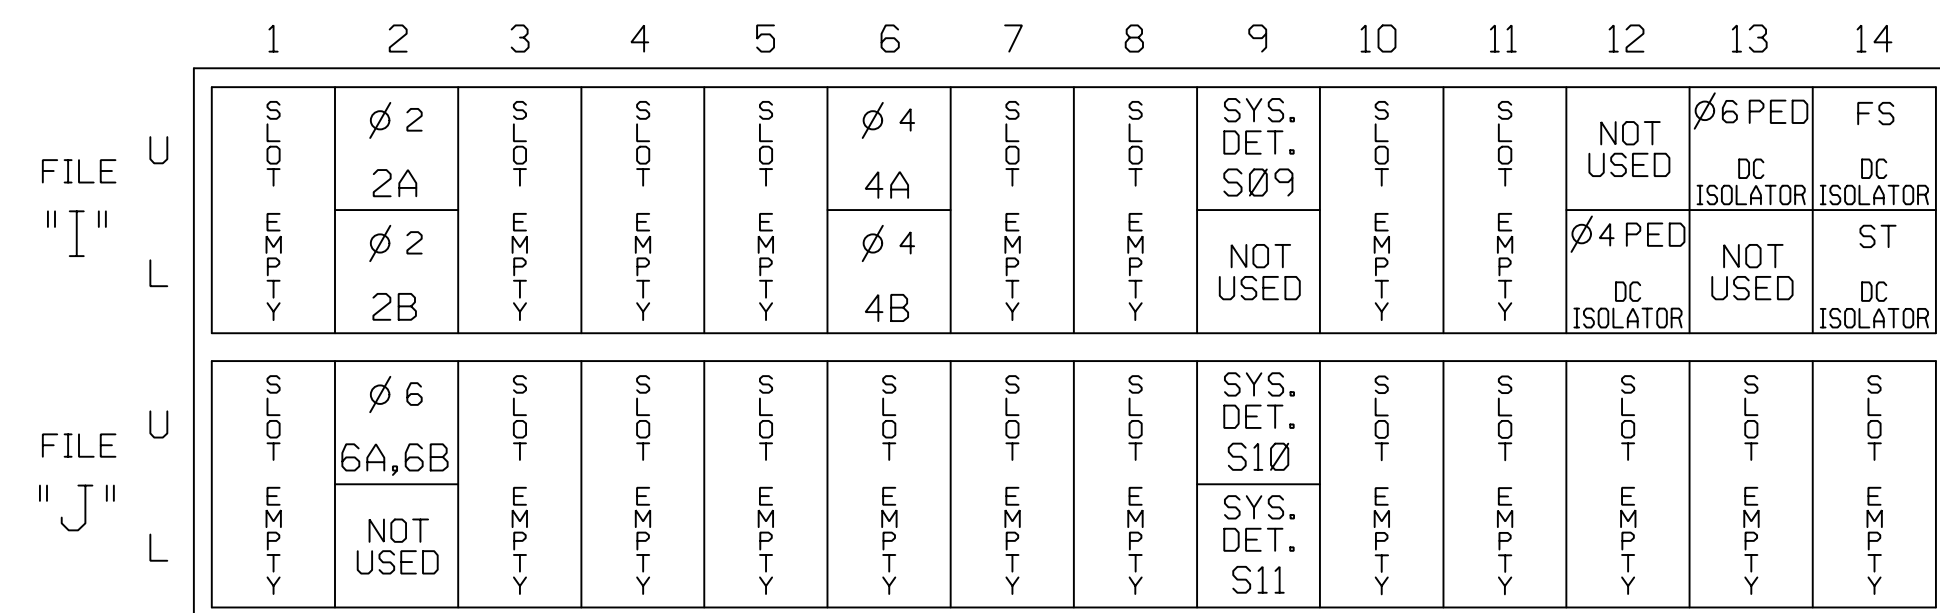 1 2 3 4 5 6 7 8 9 10 11 12 13 14
FILE "I"
U
L
SLOT EMPTY
Ø 2
2A
Ø 2
2B
SLOT EMPTY
SLOT EMPTY
SLOT EMPTY
Ø 4
4A
Ø 4
4B
SLOT EMPTY
SLOT EMPTY
SYS.
DET.
SØ9
NOT
USED
SLOT EMPTY
SLOT EMPTY
NOT
USED
Ø4 PED
DC
ISOLATOR
Ø6 PED
DC
ISOLATOR
NOT
USED
FS
DC
ISOLATOR
ST
DC
ISOLATOR
FILE "J"
U
L
SLOT EMPTY
Ø 6
6A,6B
NOT
USED
SLOT EMPTY
SLOT EMPTY
SLOT EMPTY
SLOT EMPTY
SLOT EMPTY
SLOT EMPTY
SYS.
DET.
S1Ø
SYS.
DET.
S11
SLOT EMPTY
SLOT EMPTY
SLOT EMPTY
SLOT EMPTY
SLOT EMPTY